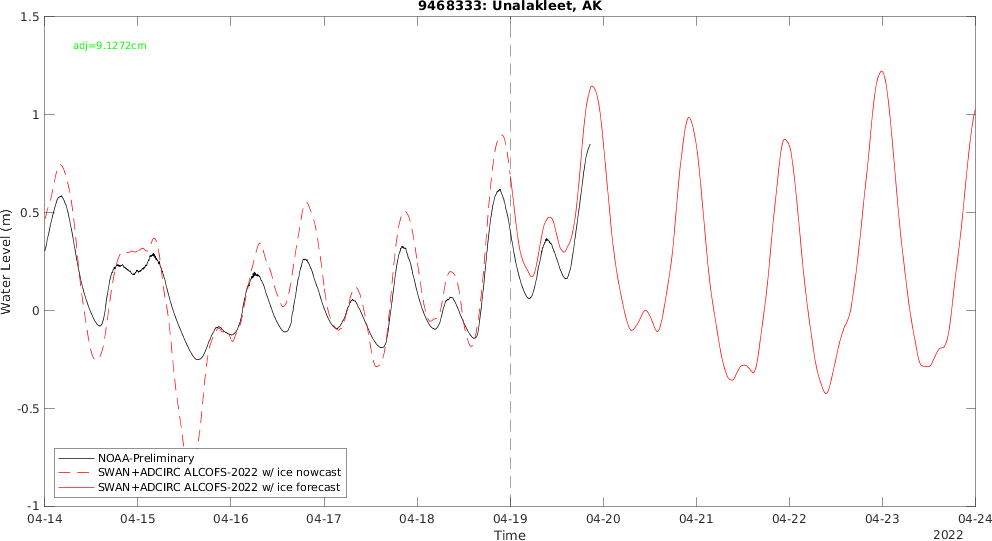 9468333: Unalakleet, AK
adj=9.1272cm
1.5
1
0.5
0
-0.5
-1
Water Level (m)
NOAA-Preliminary
SWAN+ADCIRC ALCOFS-2022 w/ ice nowcast
SWAN+ADCIRC ALCOFS-2022 w/ ice forecast
04-14 04-15 04-16 04-17 04-18 04-19 04-20 04-21 04-22 04-23 04-24
Time
2022